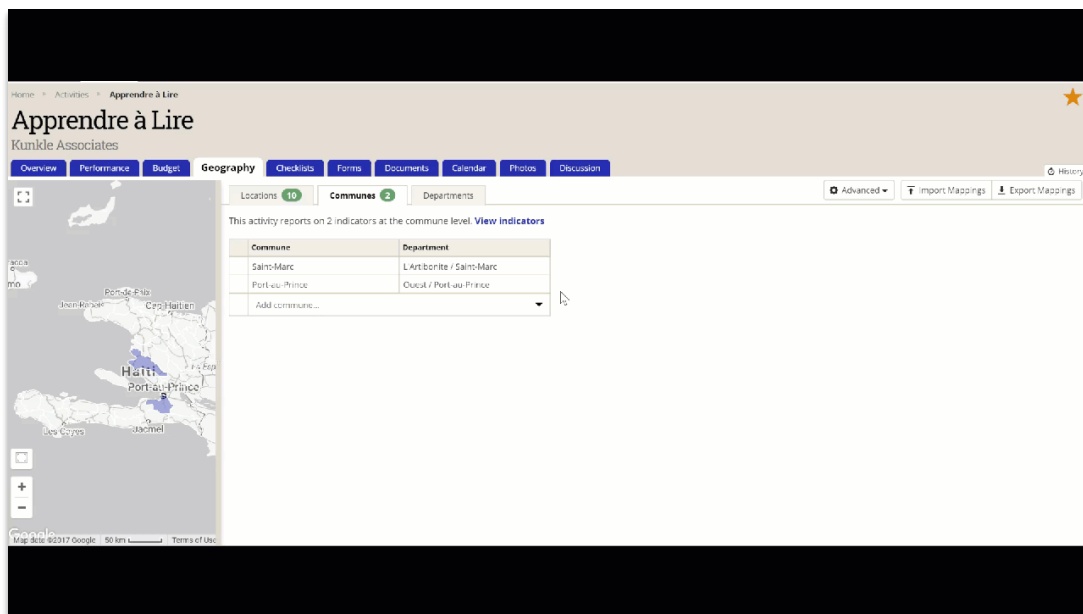 Home Activities Apprendre à Lire
Apprendre à Lire
Kunkle Associates
Overview Performance Budget Geography Checklists Forms Documents Calendar Photos Discussion
History
Locations 10 Communes 2 Departments
Advanced Import Mappings Export Mappings
This activity reports on 2 indicators at the commune level. View indicators
Commune Department
Saint-Marc L'Artibonite / Saint-Marc
Port-au-Prince Ouest / Port-au-Prince
Add commune...
Port-de-Paix
Jean-Rabel Cap-Haïtien
Haiti
Port-au-Prince
Les Cayes Jacmel
+
−
Google
Map data ©2017 Google 50 km Terms of Use